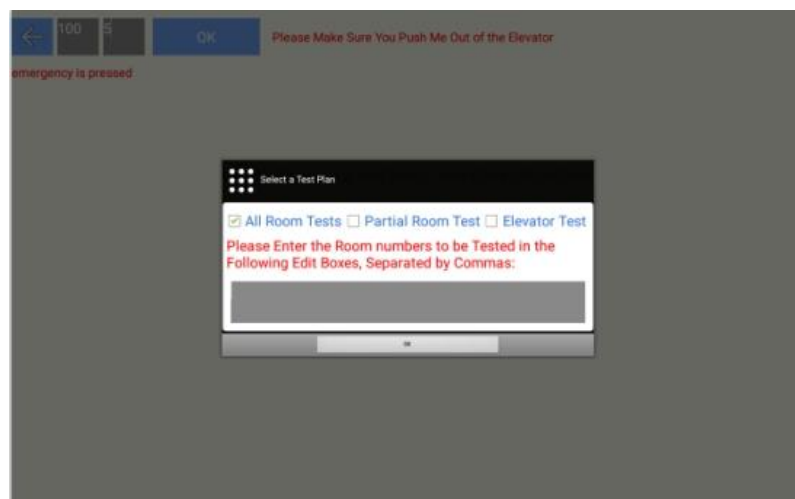 100 5 OK Please Make Sure You Push Me Out of the Elevator
emergency is pressed
Select a Test Plan
All Room Tests Partial Room Test Elevator Test
Please Enter the Room numbers to be Tested in the
Following Edit Boxes, Separated by Commas: